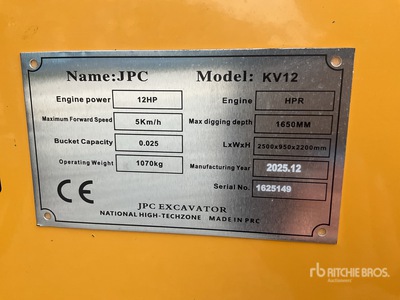 Name: JPC Model: KV12
Engine power 12HP Engine HPR
Maximum Forward Speed 5Km/h Max digging depth 1650MM
Bucket Capacity 0.025 LxWxH 2500x950x2200mm
Operating Weight 1070kg Manufacturing Year 2025.12
Serial No. 1625149
CE
JPC EXCAVATOR
NATIONAL HIGH-TECHZONE MADE IN PRC
rb RITCHIE BROS.
Auctioneers